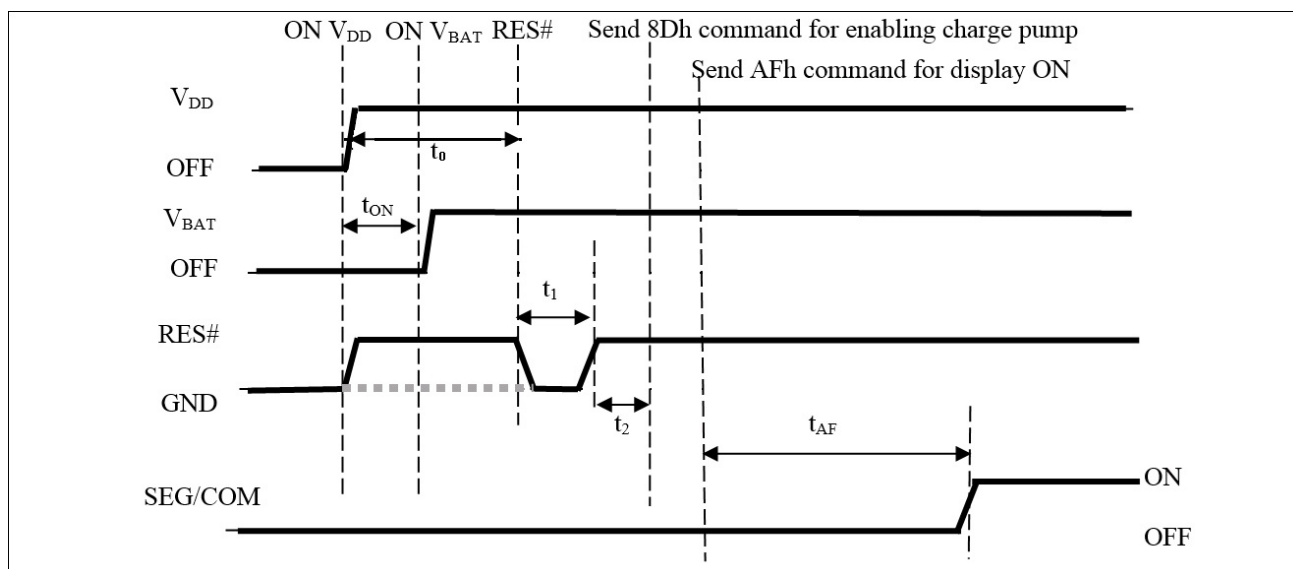 ON VDD ON VBAT RES# Send 8Dh command for enabling charge pump
Send AFh command for display ON
VDD
t0
OFF
tON
VBAT
OFF
t1
RES#
GND
t2
tAF
SEG/COM
ON
OFF